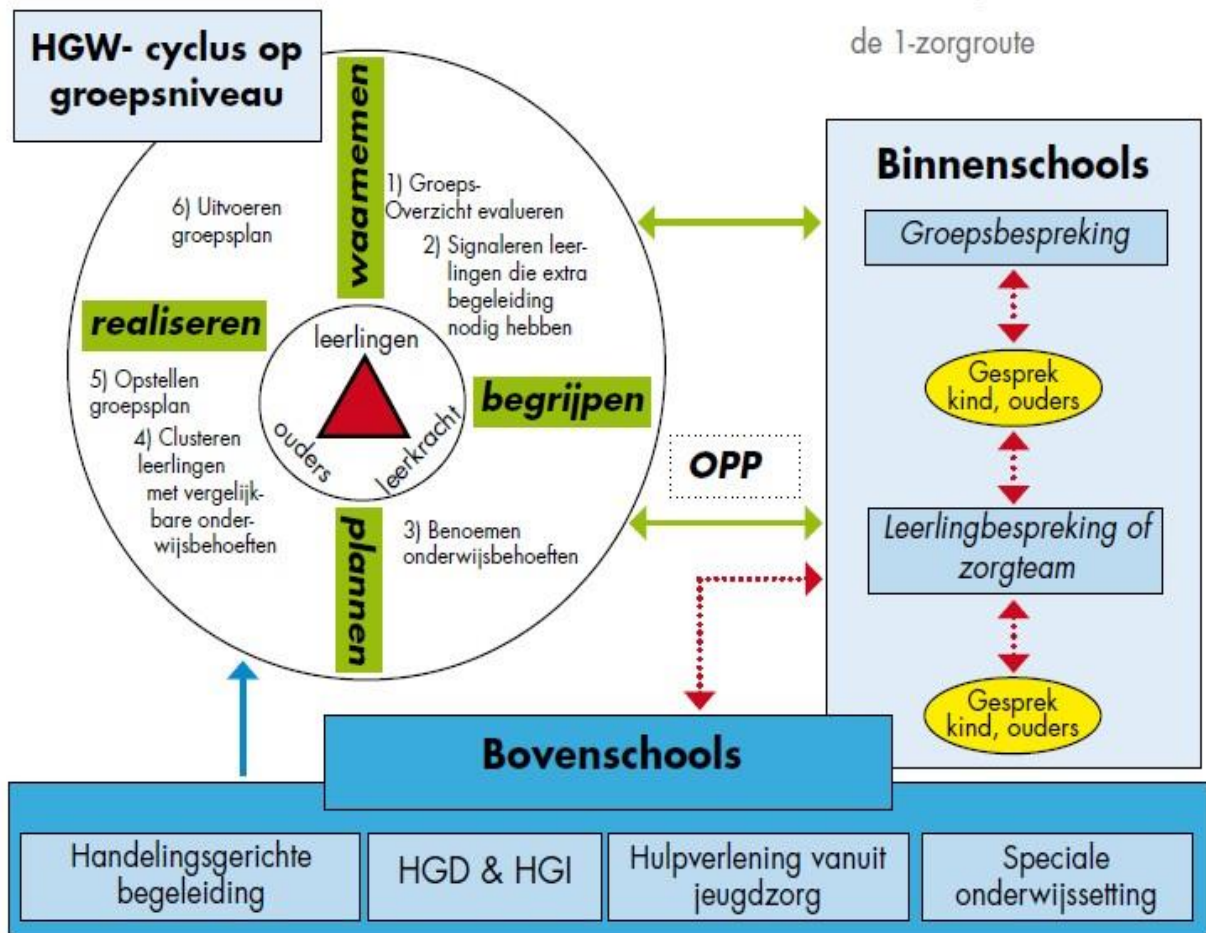 HGW- cyclus op
groepsniveau
de 1-zorgroute
waarnemen
1) Groeps-
Overzicht evalueren
2) Signaleren leer-
lingen die extra
begeleiding
nodig hebben
begrijpen
3) Benoemen
onderwijsbehoeften
plannen
4) Clusteren
leerlingen
met vergelijk-
bare onder-
wijsbehoeften
5) Opstellen
groepsplan
realiseren
6) Uitvoeren
groepsplan
leerlingen
ouders
leerkracht
OPP
Binnenschools
Groepsbespreking
Gesprek
kind, ouders
Leerlingbespreking of
zorgteam
Gesprek
kind, ouders
Bovenschools
Handelingsgerichte
begeleiding
HGD & HGI
Hulpverlening vanuit
jeugdzorg
Speciale
onderwijssetting